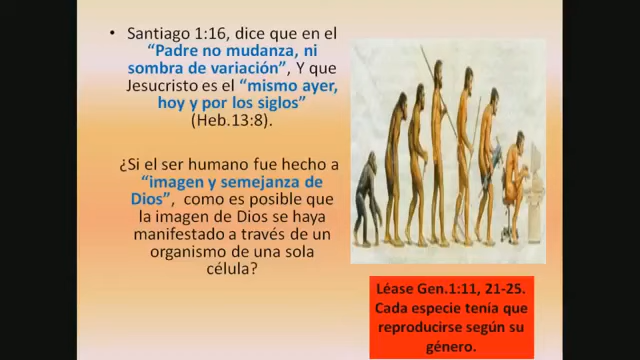 • Santiago 1:16, dice que en el
“Padre no mudanza, ni
sombra de variación”, Y que
Jesucristo es el “mismo ayer,
hoy y por los siglos”
(Heb.13:8).
¿Si el ser humano fue hecho a
“imagen y semejanza de
Dios”, como es posible que
la imagen de Dios se haya
manifestado a través de un
organismo de una sola
célula?
Léase Gen.1:11, 21-25.
Cada especie tenía que
reproducirse según su
género.